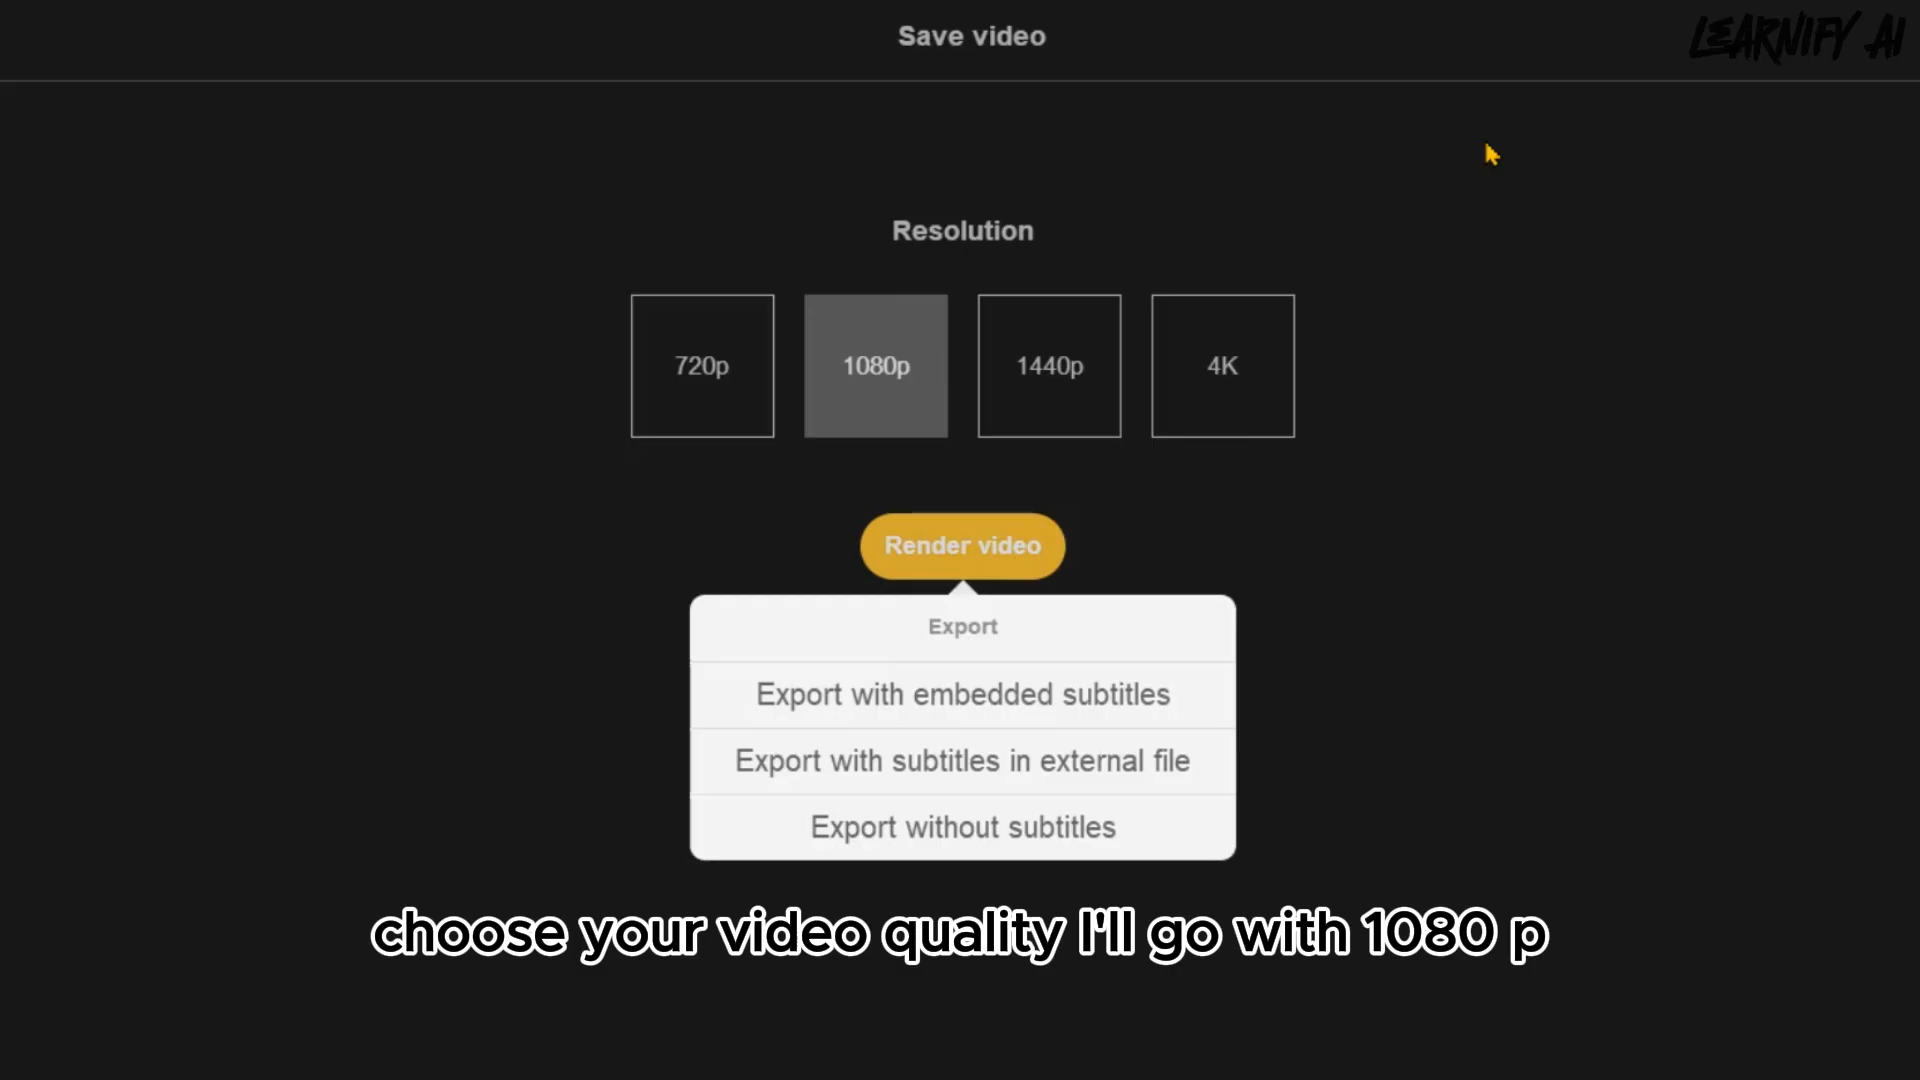 Save video
LEARNIFY AI
Resolution
720p
1080p
1440p
4K
Render video
Export
Export with embedded subtitles
Export with subtitles in external file
Export without subtitles
choose your video quality I'll go with 1080 p